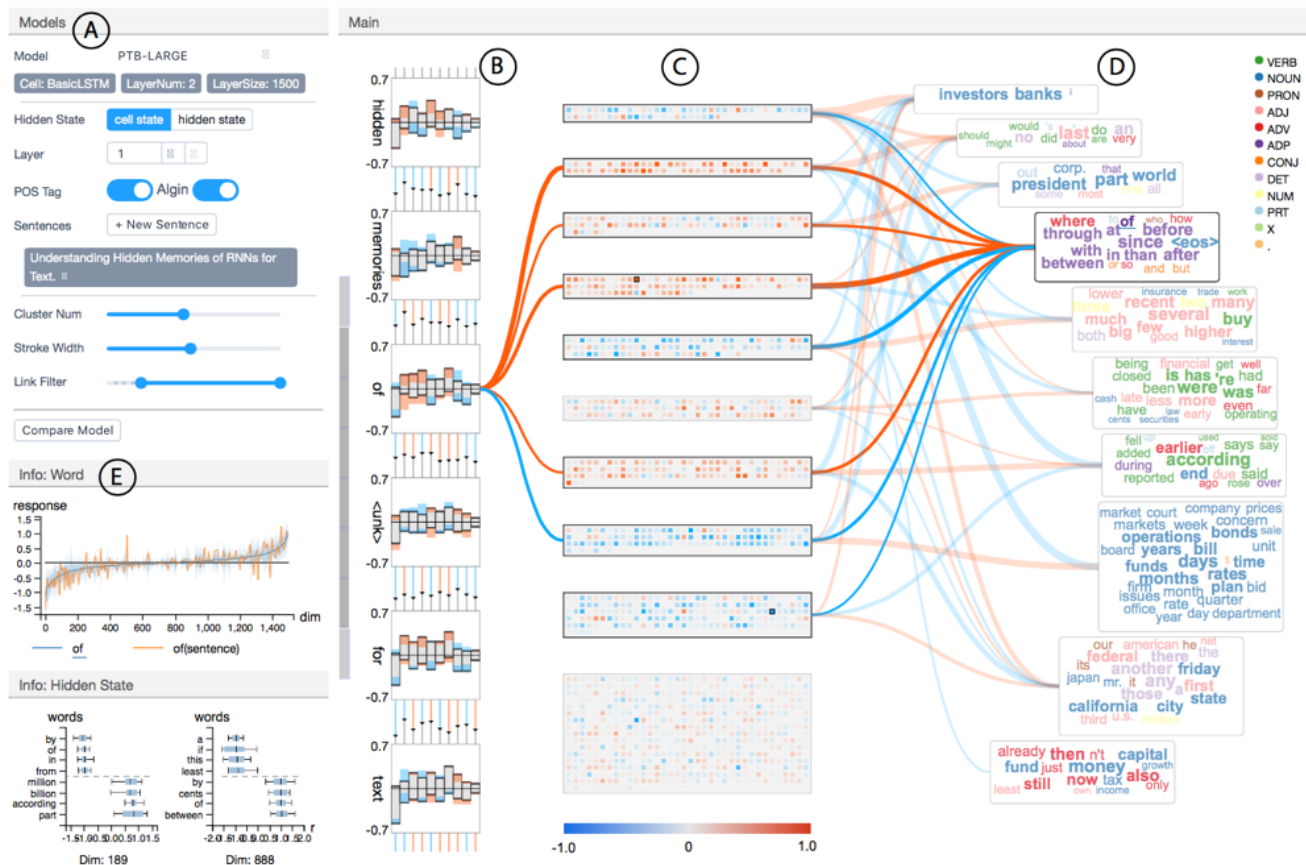 Models
A
Model PTB-LARGE
Cell: BasicLSTM LayerNum: 2 LayerSize: 1500
Hidden State cell state hidden state
Layer 1
POS Tag Algin
Sentences + New Sentence
Understanding Hidden Memories of RNNs for
Text.
Cluster Num
Stroke Width
Link Filter
Compare Model
Info: Word
E
response
1.5
1.0
0.5
0.0
-0.5
-1.0
-1.5
0 200 400 600 800 1,000 1,400
dim
of of(sentence)
Info: Hidden State
words
by
of
in
from
million
billion
according
part
Dim: 189
words
a
if
this
least
by
cents
of
between
Dim: 888
Main
B
C
D
0.7
hidden
-0.7
0.7
memories
-0.7
0.7
of
-0.7
0.7
<unk>
-0.7
0.7
for
-0.7
0.7
text
-0.7
-1.0 0 1.0
investors banks
would do an
should no did last are very
might about
out corp. that
president part world
some most all
where to of who how
through at before
with since <eos>
between in than after
or so and but
lower insurance trade work
three recent two many
much several buy
both big few good higher
interest
being financial get well
closed is has 're had
been were was far
cash late less more even
have law operating
cents securities early
fell up used sold
added earlier off says say
during according
reported end due said
ago rose over
market court company prices
markets week concern
operations bonds sale
board years bill unit
funds days $ time
months rates
firm month plan bid
issues rate quarter
office year day department
our american he net
federal there the
its another friday
japan mr. it any a first
those state
california city
third u.s.
already then n't capital
fund just money growth
least still now tax also
own income only
VERB
NOUN
PRON
ADJ
ADV
ADP
CONJ
DET
NUM
PRT
X
.